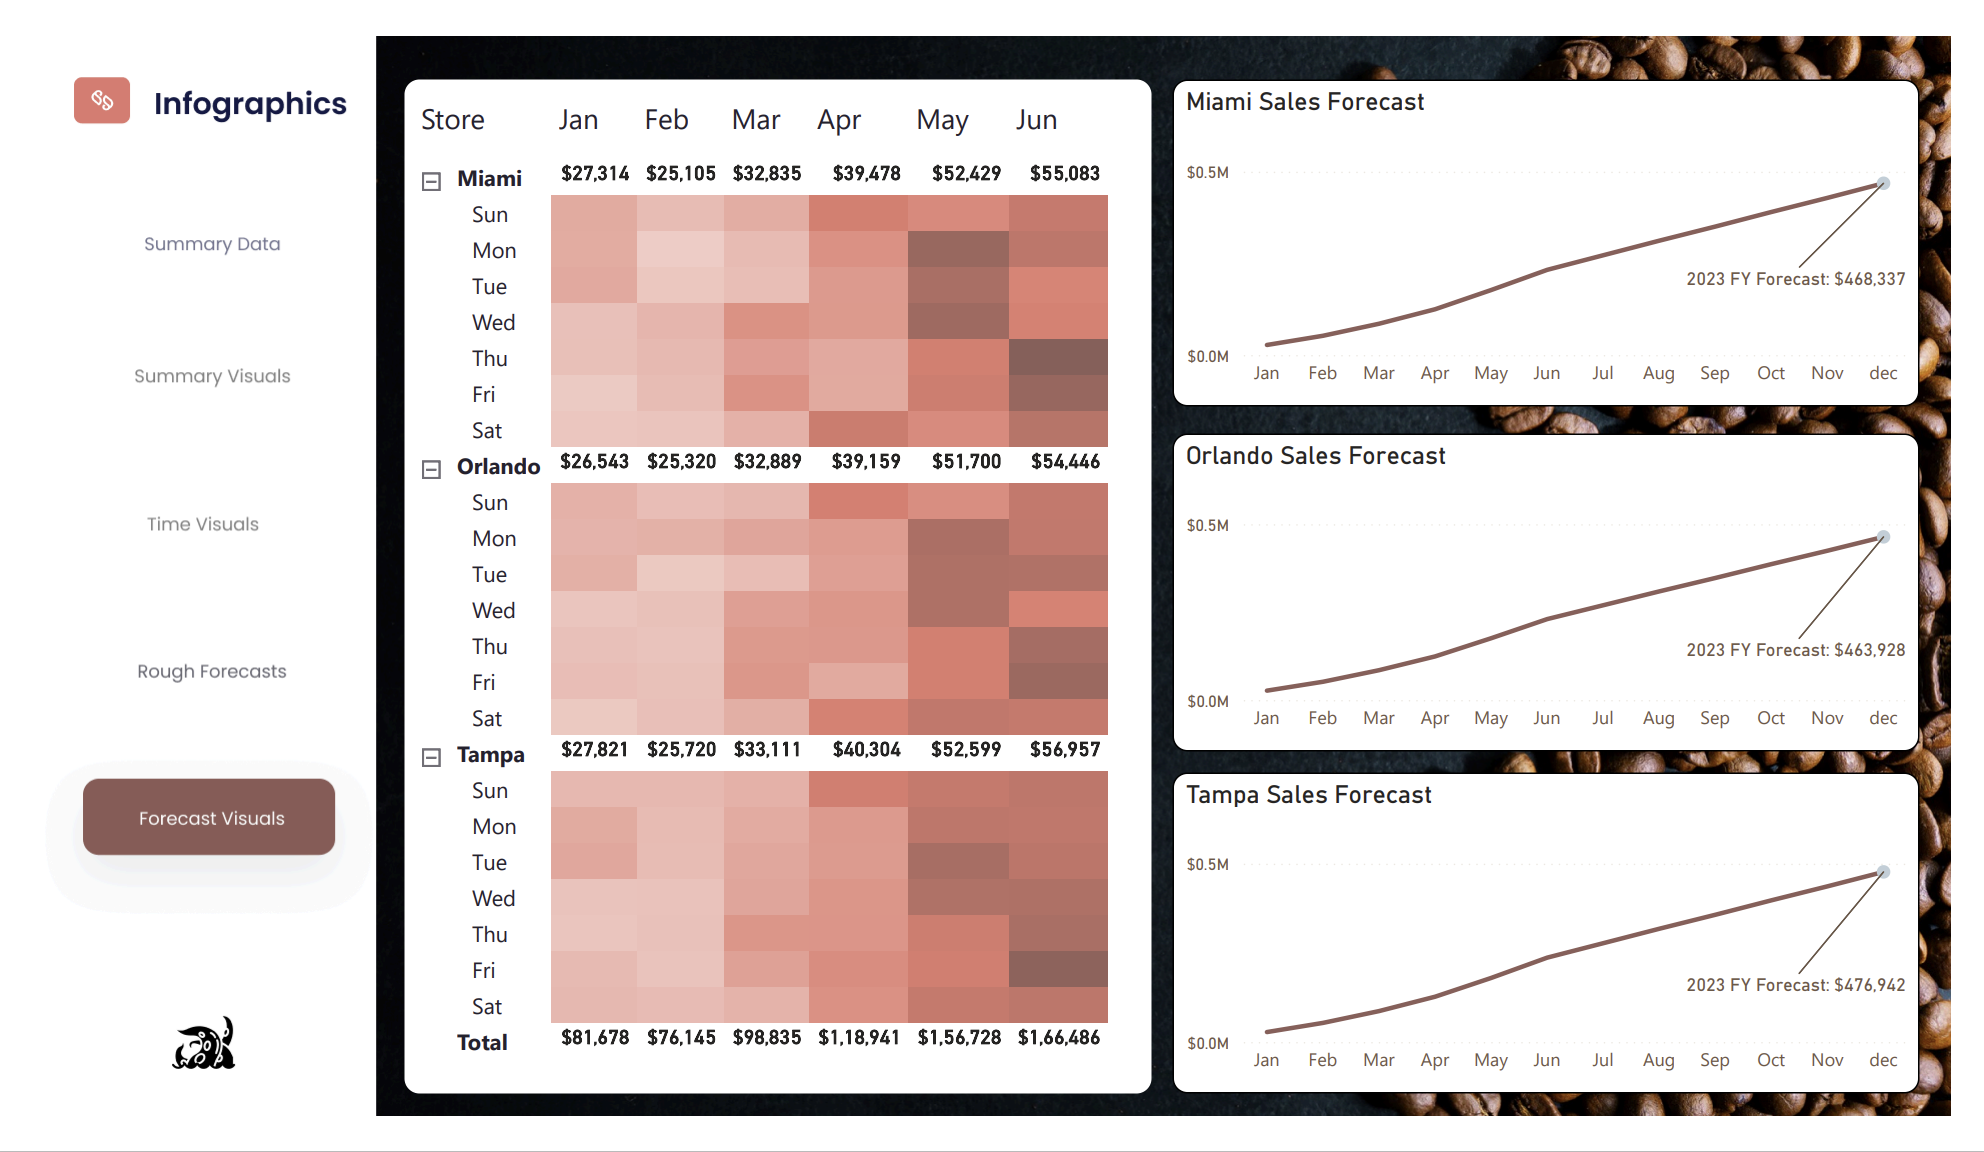 Infographics
Summary Data
Summary Visuals
Time Visuals
Rough Forecasts
Forecast Visuals
Store Jan Feb Mar Apr May Jun
Miami $27,314 $25,105 $32,835 $39,478 $52,429 $55,083
Sun
Mon
Tue
Wed
Thu
Fri
Sat
Orlando $26,543 $25,320 $32,889 $39,159 $51,700 $54,446
Sun
Mon
Tue
Wed
Thu
Fri
Sat
Tampa $27,821 $25,720 $33,111 $40,304 $52,599 $56,957
Sun
Mon
Tue
Wed
Thu
Fri
Sat
Total $81,678 $76,145 $98,835 $1,18,941 $1,56,728 $1,66,486
Miami Sales Forecast
$0.5M
2023 FY Forecast: $468,337
$0.0M
Jan Feb Mar Apr May Jun Jul Aug Sep Oct Nov dec
Orlando Sales Forecast
$0.5M
2023 FY Forecast: $463,928
$0.0M
Jan Feb Mar Apr May Jun Jul Aug Sep Oct Nov dec
Tampa Sales Forecast
$0.5M
2023 FY Forecast: $476,942
$0.0M
Jan Feb Mar Apr May Jun Jul Aug Sep Oct Nov dec